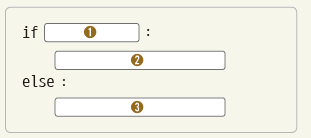 if ❶ :
❷
else :
❸